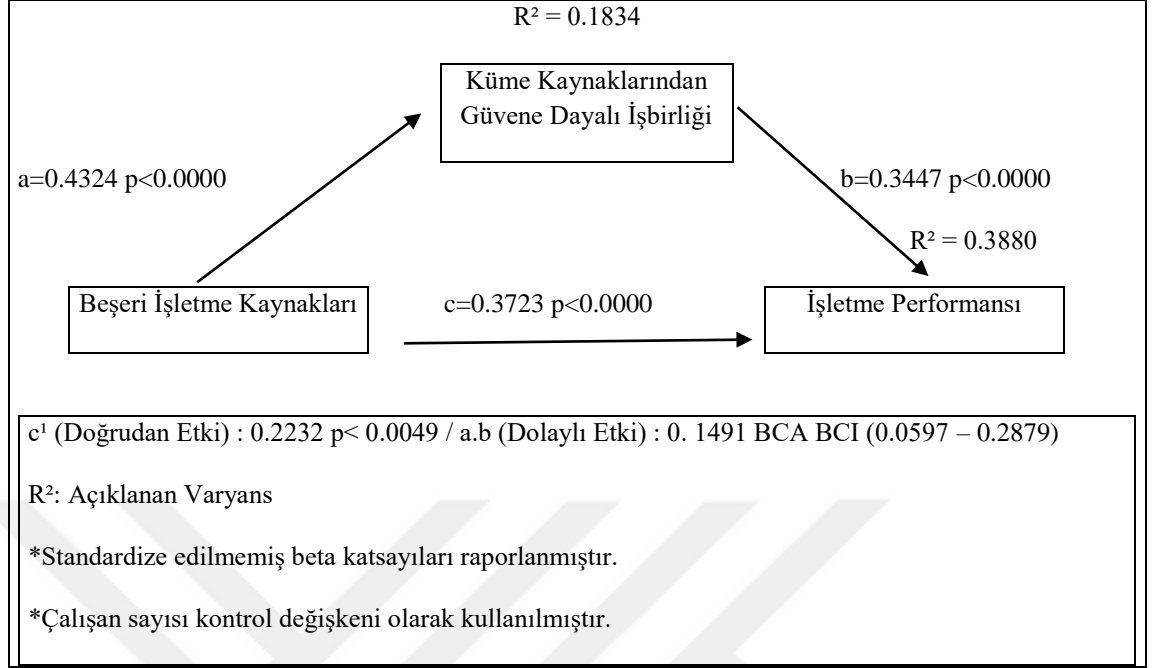 R² = 0.1834
Küme Kaynaklarından
Güvene Dayalı İşbirliği
a=0.4324 p<0.0000
b=0.3447 p<0.0000
R² = 0.3880
Beşeri İşletme Kaynakları
c=0.3723 p<0.0000
İşletme Performansı
c¹ (Doğrudan Etki) : 0.2232 p< 0.0049 / a.b (Dolaylı Etki) : 0. 1491 BCA BCI (0.0597 – 0.2879)
R²: Açıklanan Varyans
*Standardize edilmemiş beta katsayıları raporlanmıştır.
*Çalışan sayısı kontrol değişkeni olarak kullanılmıştır.